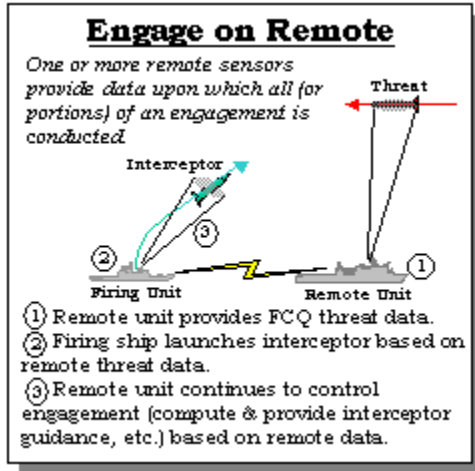 Engage on Remote
One or more remote sensors
provide data upon which all (or
portions) of an engagement is
conducted.
Threat
Interceptor
3
2
1
Firing Unit
Remote Unit
1 Remote unit provides FCQ threat data.
2 Firing ship launches interceptor based on
remote threat data.
3 Remote unit continues to control
engagement (compute & provide interceptor
guidance, etc.) based on remote data.